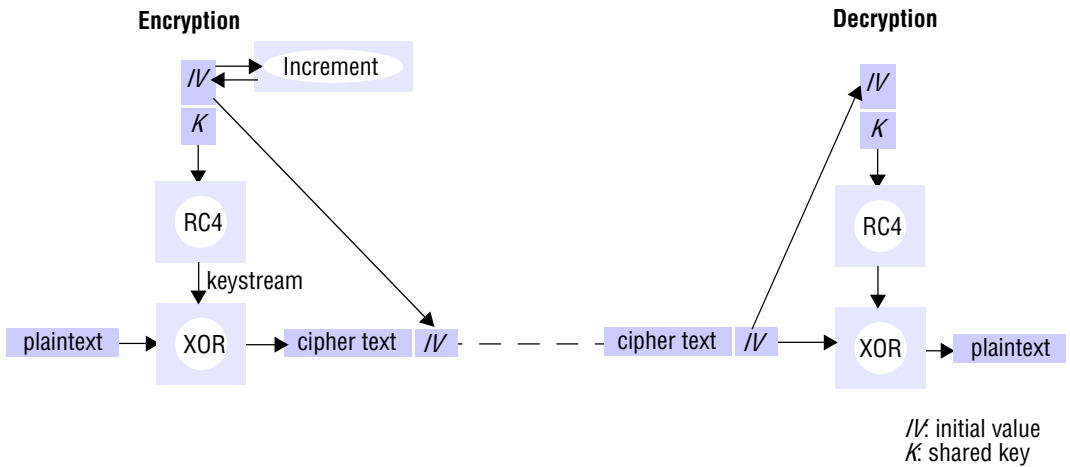 Encryption
Decryption
IV
Increment
K
RC4
keystream
plaintext
XOR
cipher text
IV
IV
K
RC4
cipher text
IV
XOR
plaintext
IV: initial value
K: shared key